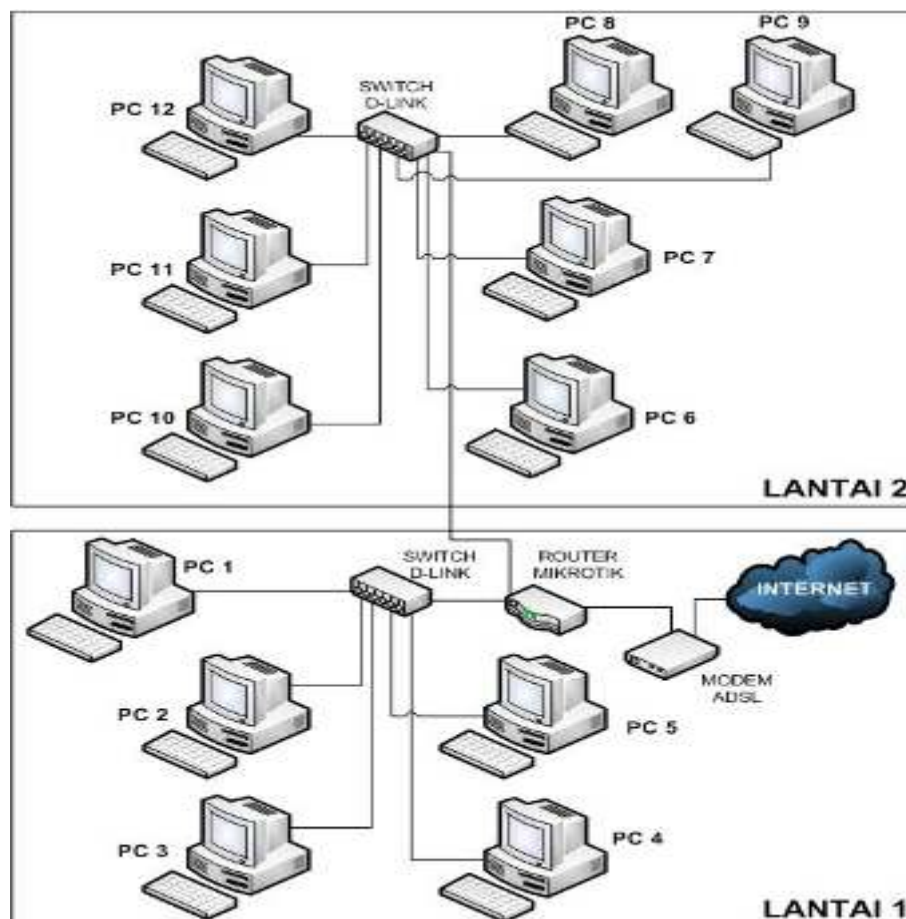 PC 8
PC 9
SWITCH
D-LINK
PC 12
PC 11
PC 7
PC 10
PC 6
LANTAI 2
PC 1
SWITCH
D-LINK
ROUTER
MIKROTIK
INTERNET
PC 2
PC 5
MODEM
ADSL
PC 3
PC 4
LANTAI 1